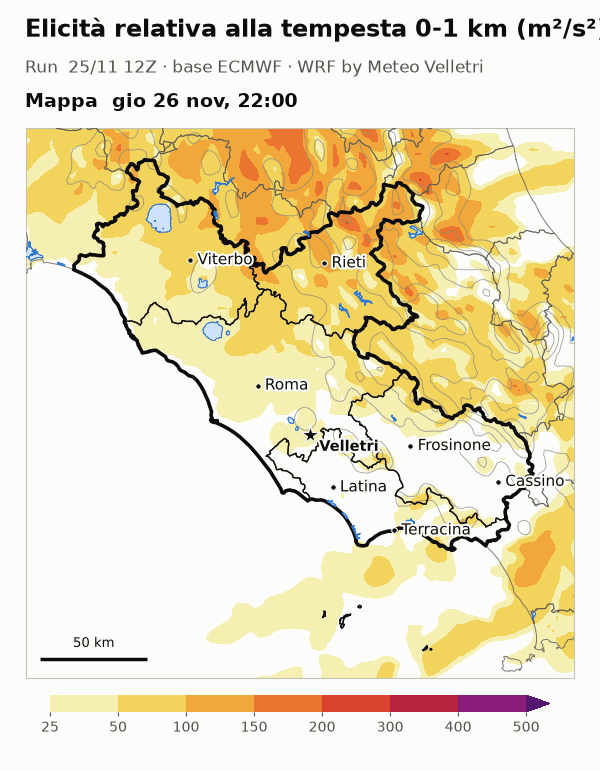 Elicità relativa alla tempesta 0-1 km (m²/s²)
Run 25/11 12Z · base ECMWF · WRF by Meteo Velletri
Mappa gio 26 nov, 22:00
Viterbo
Rieti
Roma
Velletri
Frosinone
Cassino
Latina
Terracina
50 km
25 50 100 150 200 300 400 500